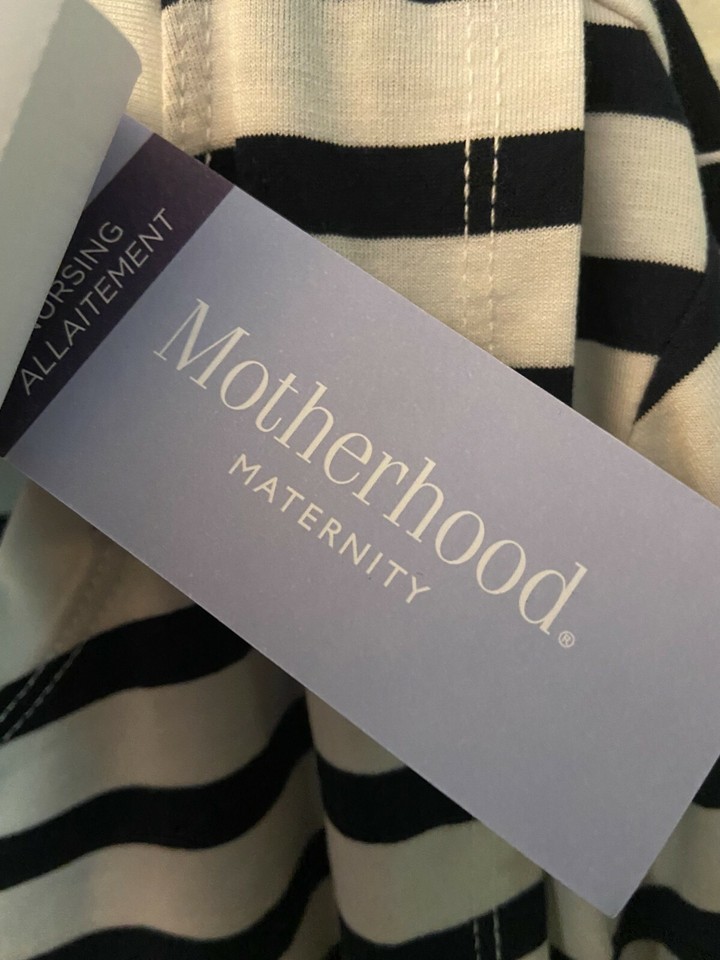 NURSING
ALLAITEMENT
Motherhood®
MATERNITY